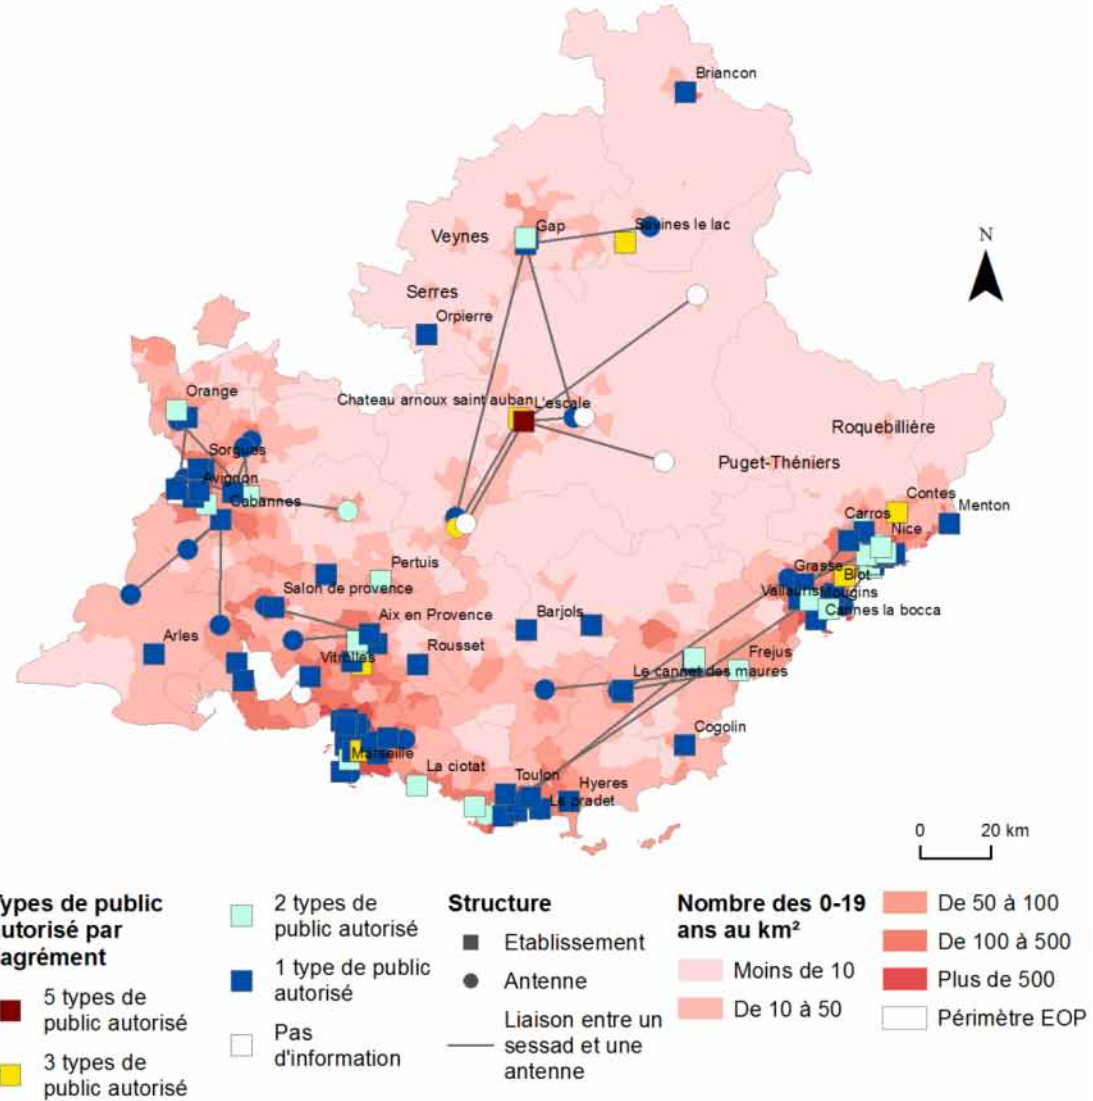 Briancon
Gap
Savines le lac
Veynes
N
Serres
Orpierre
Orange
Chateau arnoux saint auban
L'escale
Roquebillière
Sorgues
Puget-Théniers
Avignon
Cabannes
Contes
Menton
Carros
Nice
Pertuis
Grasse
Biot
Salon de provence
Vallauris
Mougins
Aix en Provence
Barjols
Cannes la bocca
Arles
Rousset
Vitrolles
Frejus
Le cannet des maures
Cogolin
Marseille
La ciotat
Toulon
Hyeres
Le pradet
0 20 km
ypes de public
utorisé par
agrément
5 types de
public autorisé
3 types de
public autorisé
2 types de
public autorisé
1 type de public
autorisé
Pas
d'information
Structure
Etablissement
Antenne
Liaison entre un
sessad et une
antenne
Nombre des 0-19
ans au km²
Moins de 10
De 10 à 50
De 50 à 100
De 100 à 500
Plus de 500
Périmètre EOP